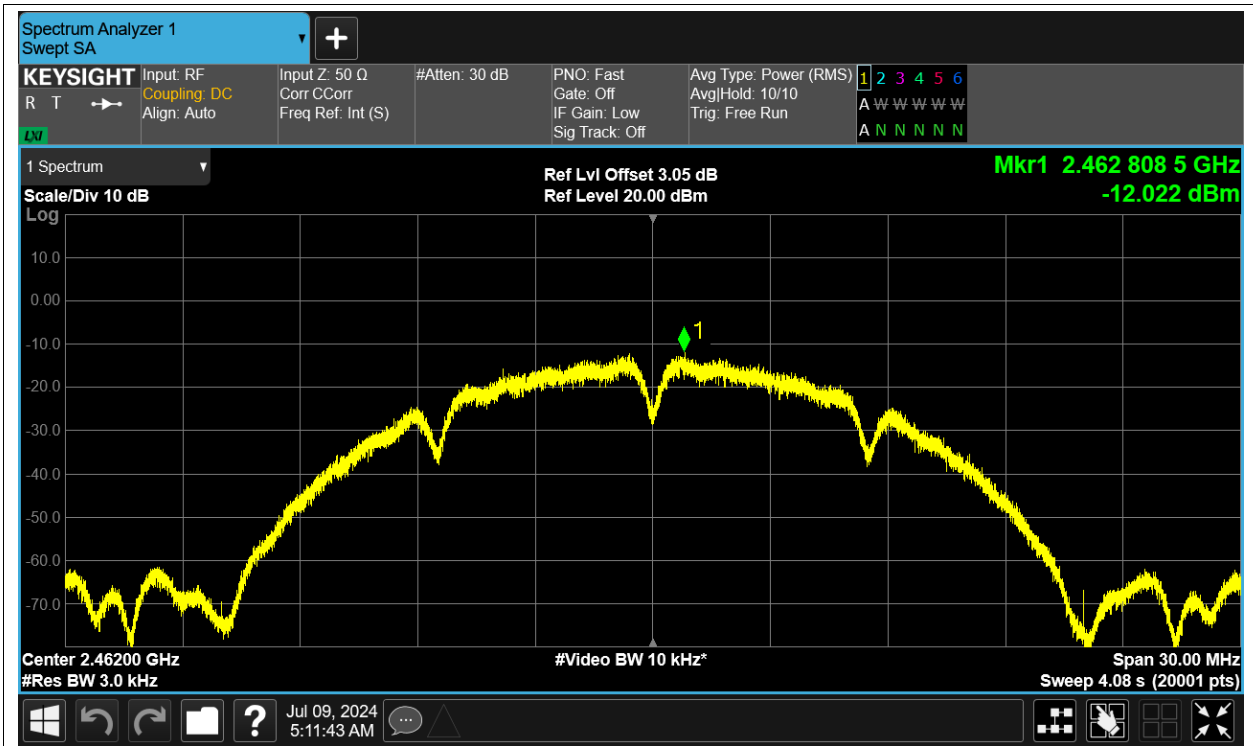 Spectrum Analyzer 1
Swept SA
KEYSIGHT Input: RF Input Z: 50 Ω #Atten: 30 dB PNO: Fast Avg Type: Power (RMS) 1 2 3 4 5 6
R T Coupling: DC Corr CCorr Gate: Off Avg|Hold: 10/10 A W W W W W
Align: Auto Freq Ref: Int (S) IF Gain: Low Trig: Free Run
LXI Sig Track: Off A N N N N N
1 Spectrum Ref Lvl Offset 3.05 dB Mkr1 2.462 808 5 GHz
Scale/Div 10 dB Ref Level 20.00 dBm -12.022 dBm
Log
10.0
0.00
1
-10.0
-20.0
-30.0
-40.0
-50.0
-60.0
-70.0
Center 2.46200 GHz #Video BW 10 kHz* Span 30.00 MHz
#Res BW 3.0 kHz Sweep 4.08 s (20001 pts)
? Jul 09, 2024
5:11:43 AM